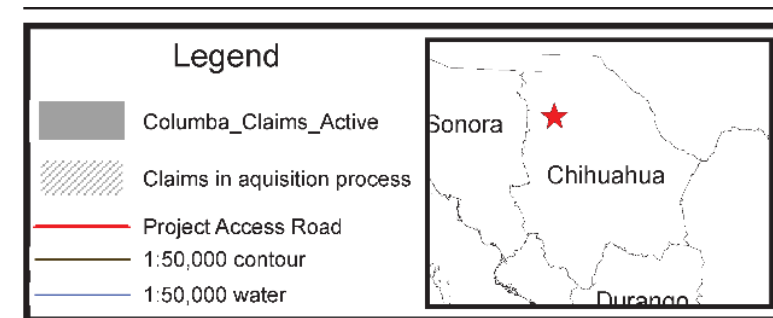 Legend
Columba_Claims_Active
Claims in aquisition process
Project Access Road
1:50,000 contour
1:50,000 water
Sonora
Chihuahua
Durango